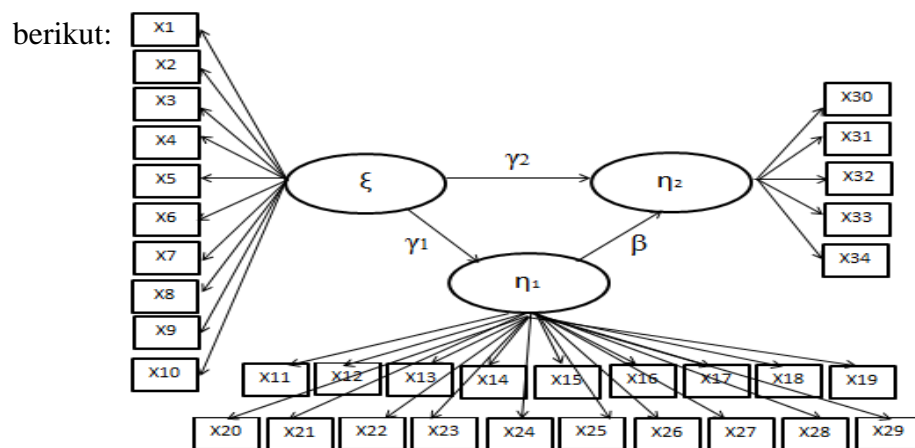 berikut:
X1
X2
X3
X4
X5
X6
X7
X8
X9
X10
ξ
γ2
η2
γ1
β
η1
X30
X31
X32
X33
X34
X11 X12 X13 X14 X15 X16 X17 X18 X19
X20 X21 X22 X23 X24 X25 X26 X27 X28 X29